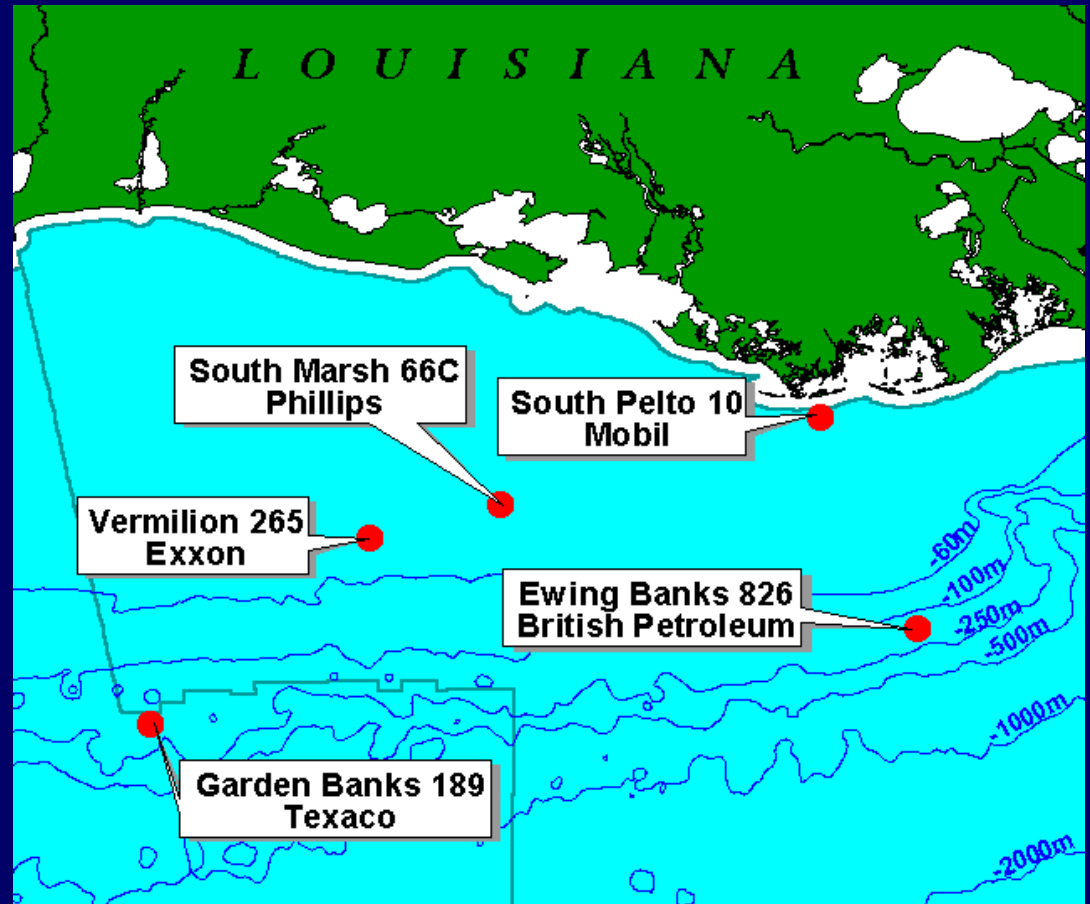 LOUISIANA
South Marsh 66C
Phillips
South Pelto 10
Mobil
Vermilion 265
Exxon
Ewing Banks 826
British Petroleum
-60m
-100m
-250m
-500m
-1000m
Garden Banks 189
Texaco
-2000m